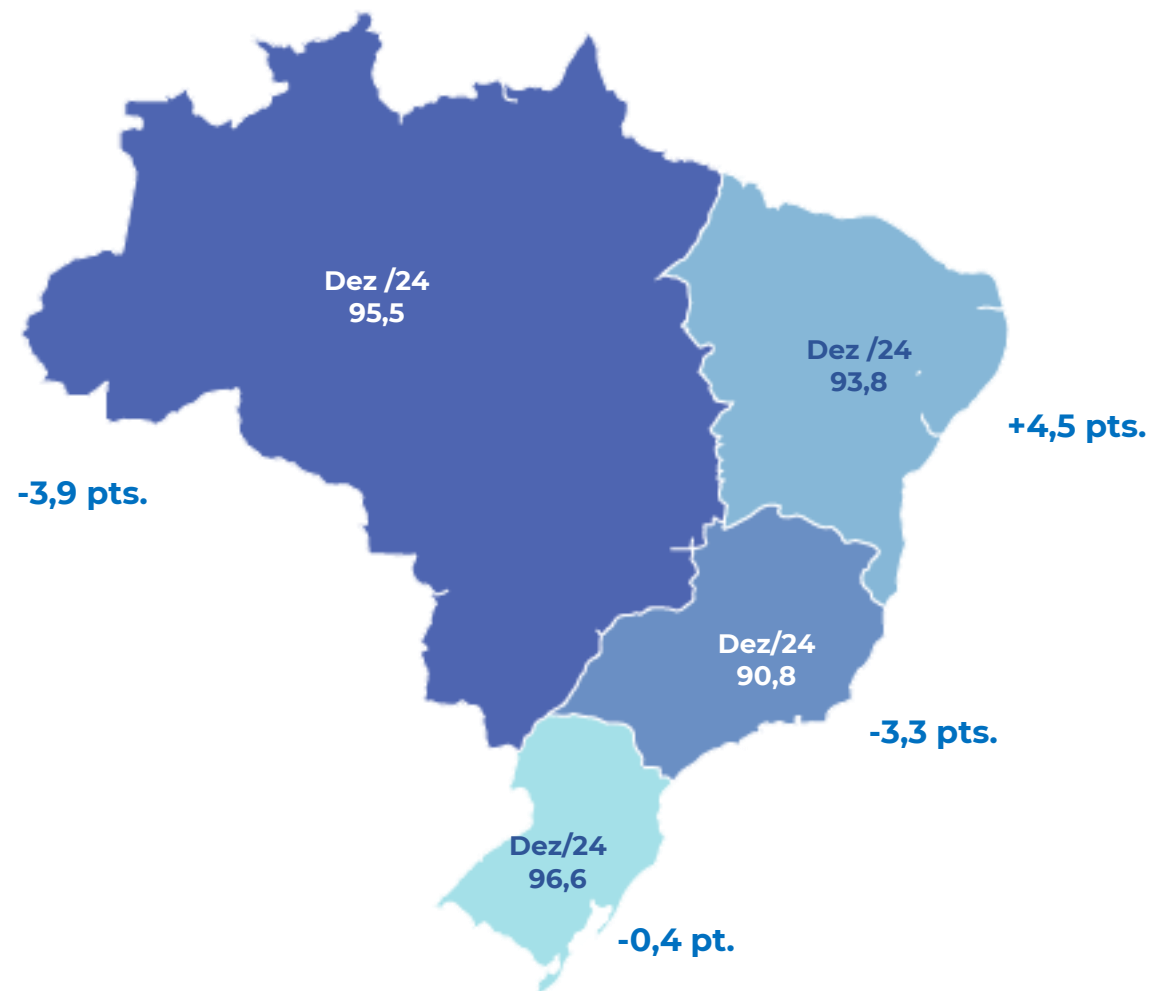 Dez /24
95,5
Dez /24
93,8
+4,5 pts.
-3,9 pts.
Dez/24
90,8
-3,3 pts.
Dez/24
96,6
-0,4 pt.